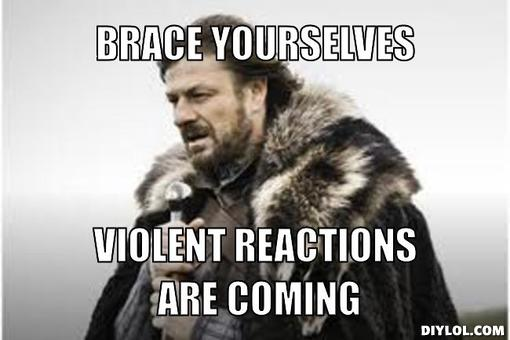 BRACE YOURSELVES
VIOLENT REACTIONS
ARE COMING
DIYLOL.COM